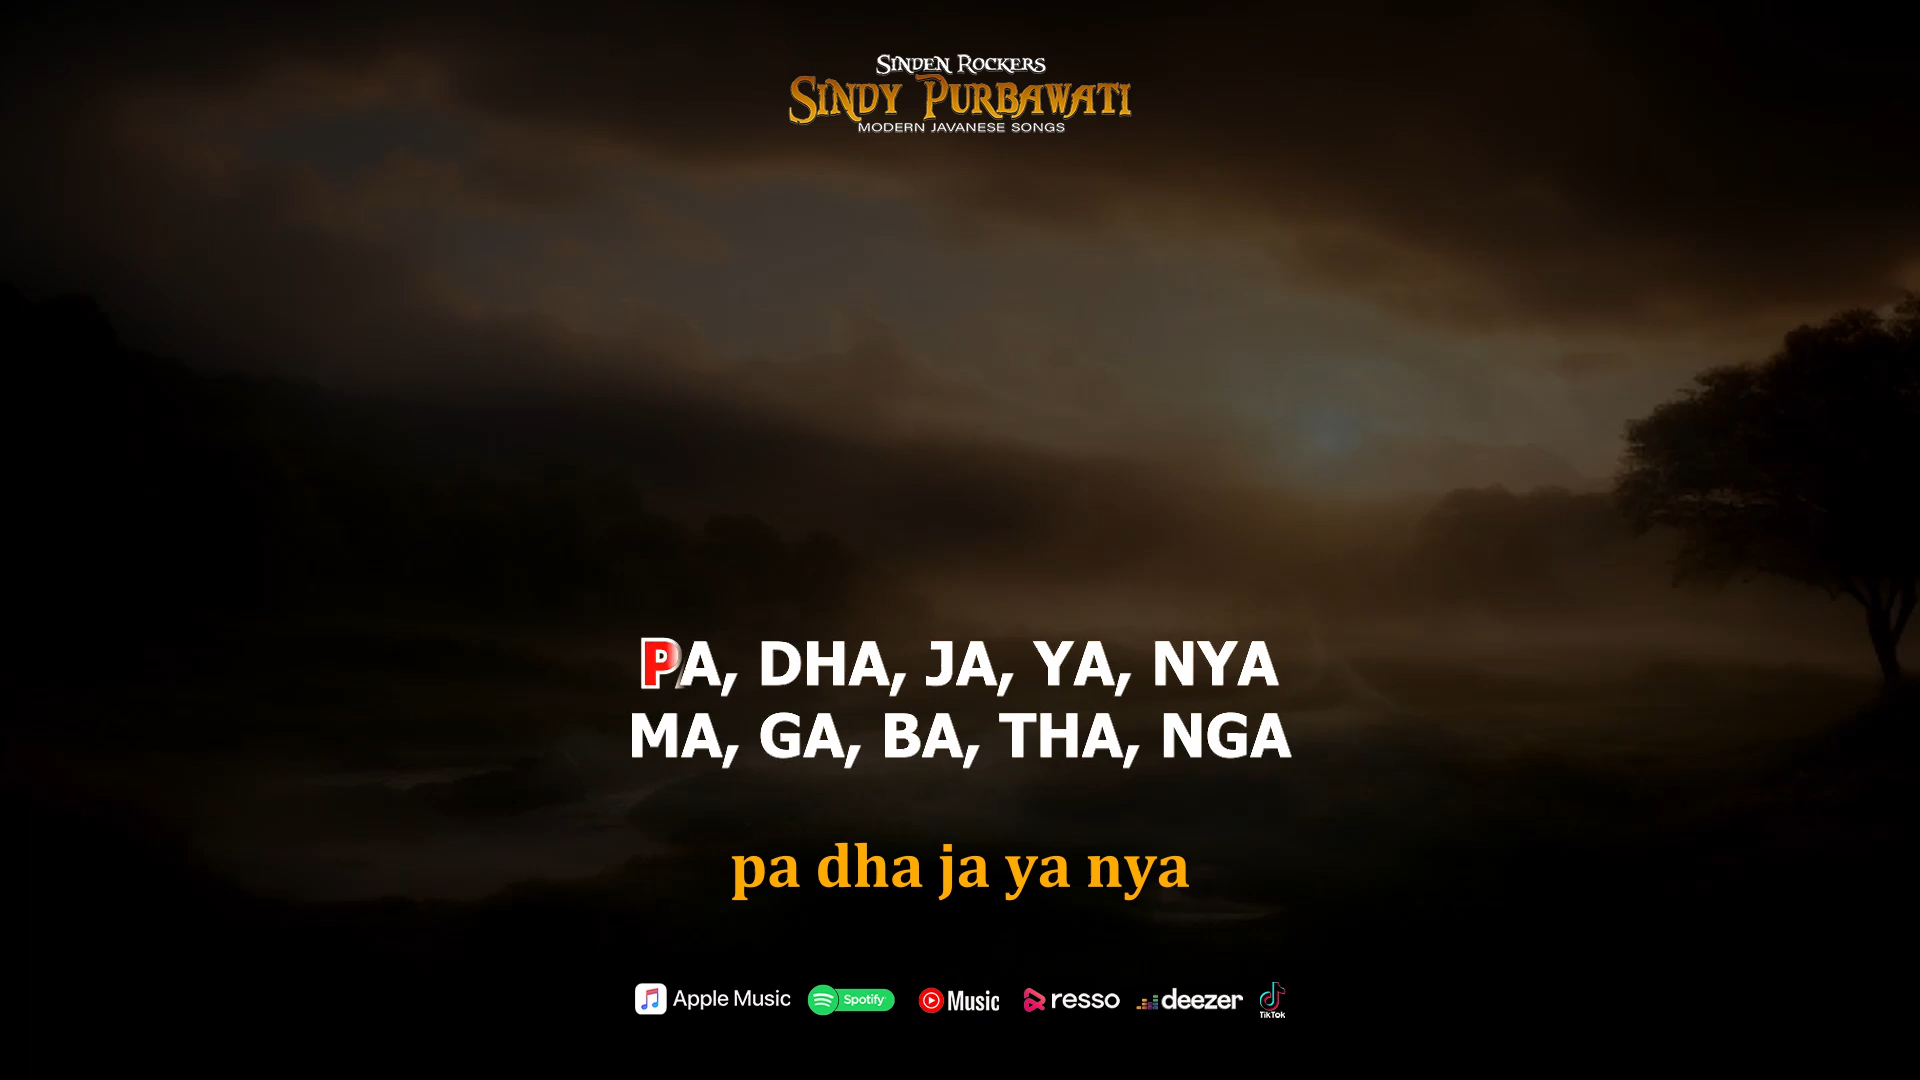 SINDEN ROCKERS
SINDY PURBAWATI
MODERN JAVANESE SONGS
PA, DHA, JA, YA, NYA
MA, GA, BA, THA, NGA
pa dha ja ya nya
Apple Music Spotify Music resso deezer TikTok